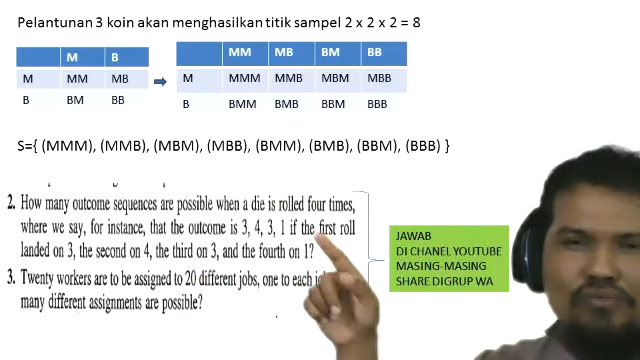 Pelantunan 3 koin akan menghasilkan titik sampel 2 x 2 x 2 = 8
M B
M MM MB
B BM BB
MM MB BM BB
M MMM MMB MBM MBB
B BMM BMB BBM BBB
S={ (MMM), (MMB), (MBM), (MBB), (BMM), (BMB), (BBM), (BBB) }
2. How many outcome sequences are possible when a die is rolled four times,
where we say, for instance, that the outcome is 3, 4, 3, 1 if the first roll
landed on 3, the second on 4, the third on 3, and the fourth on 1?
3. Twenty workers are to be assigned to 20 different jobs, one to each
many different assignments are possible?
JAWAB
DI CHANEL YOUTUBE
MASING-MASING
SHARE DIGRUP WA